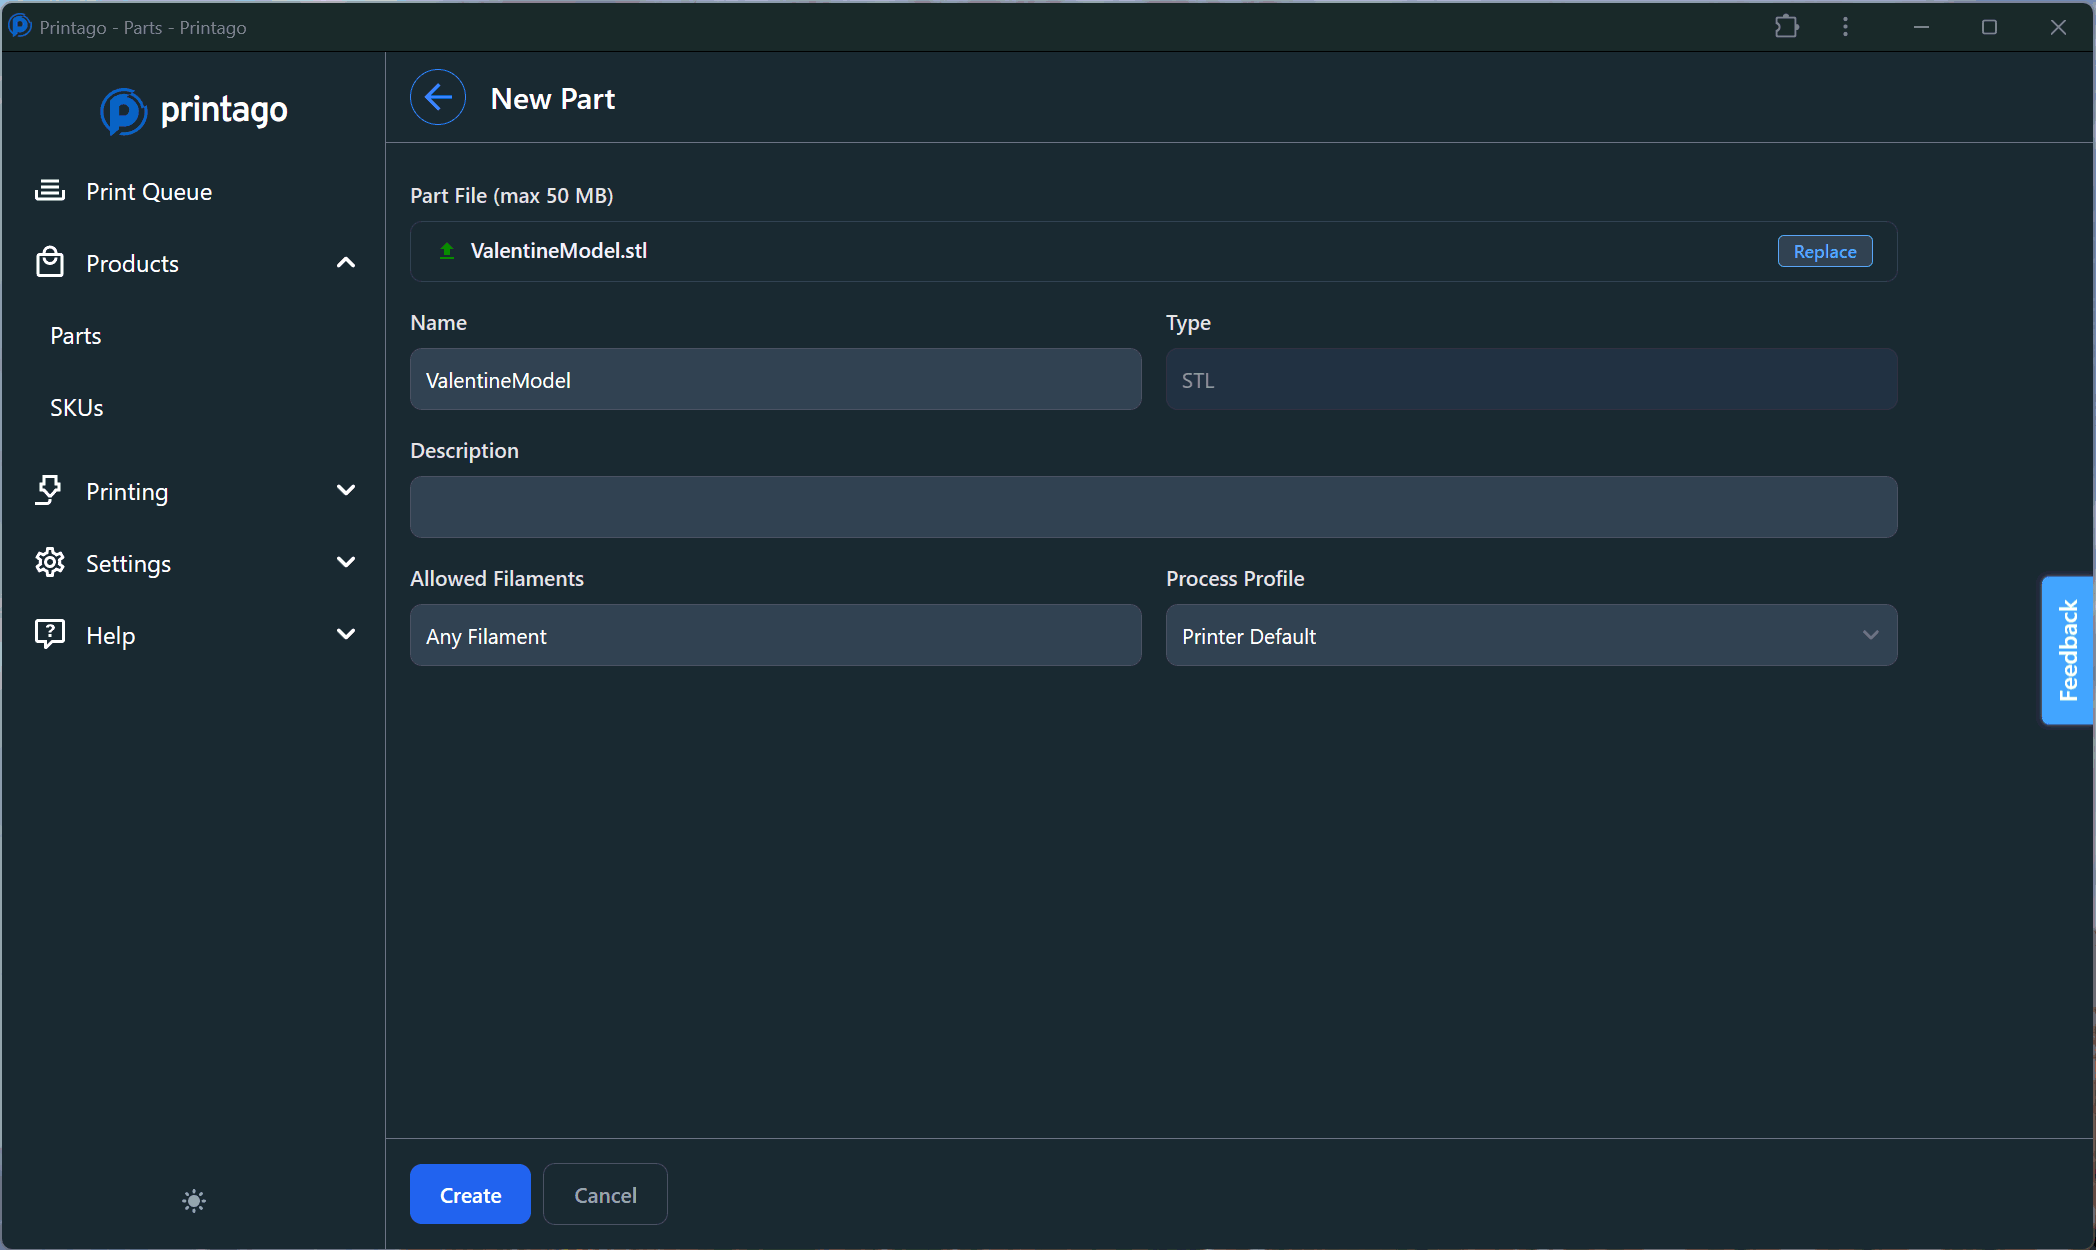 Printago - Parts - Printago
printago
New Part
Print Queue
Products
Parts
SKUs
Printing
Settings
Help
Part File (max 50 MB)
ValentineModel.stl
Replace
Name
Type
ValentineModel
STL
Description
Allowed Filaments
Process Profile
Any Filament
Printer Default
Feedback
Create
Cancel